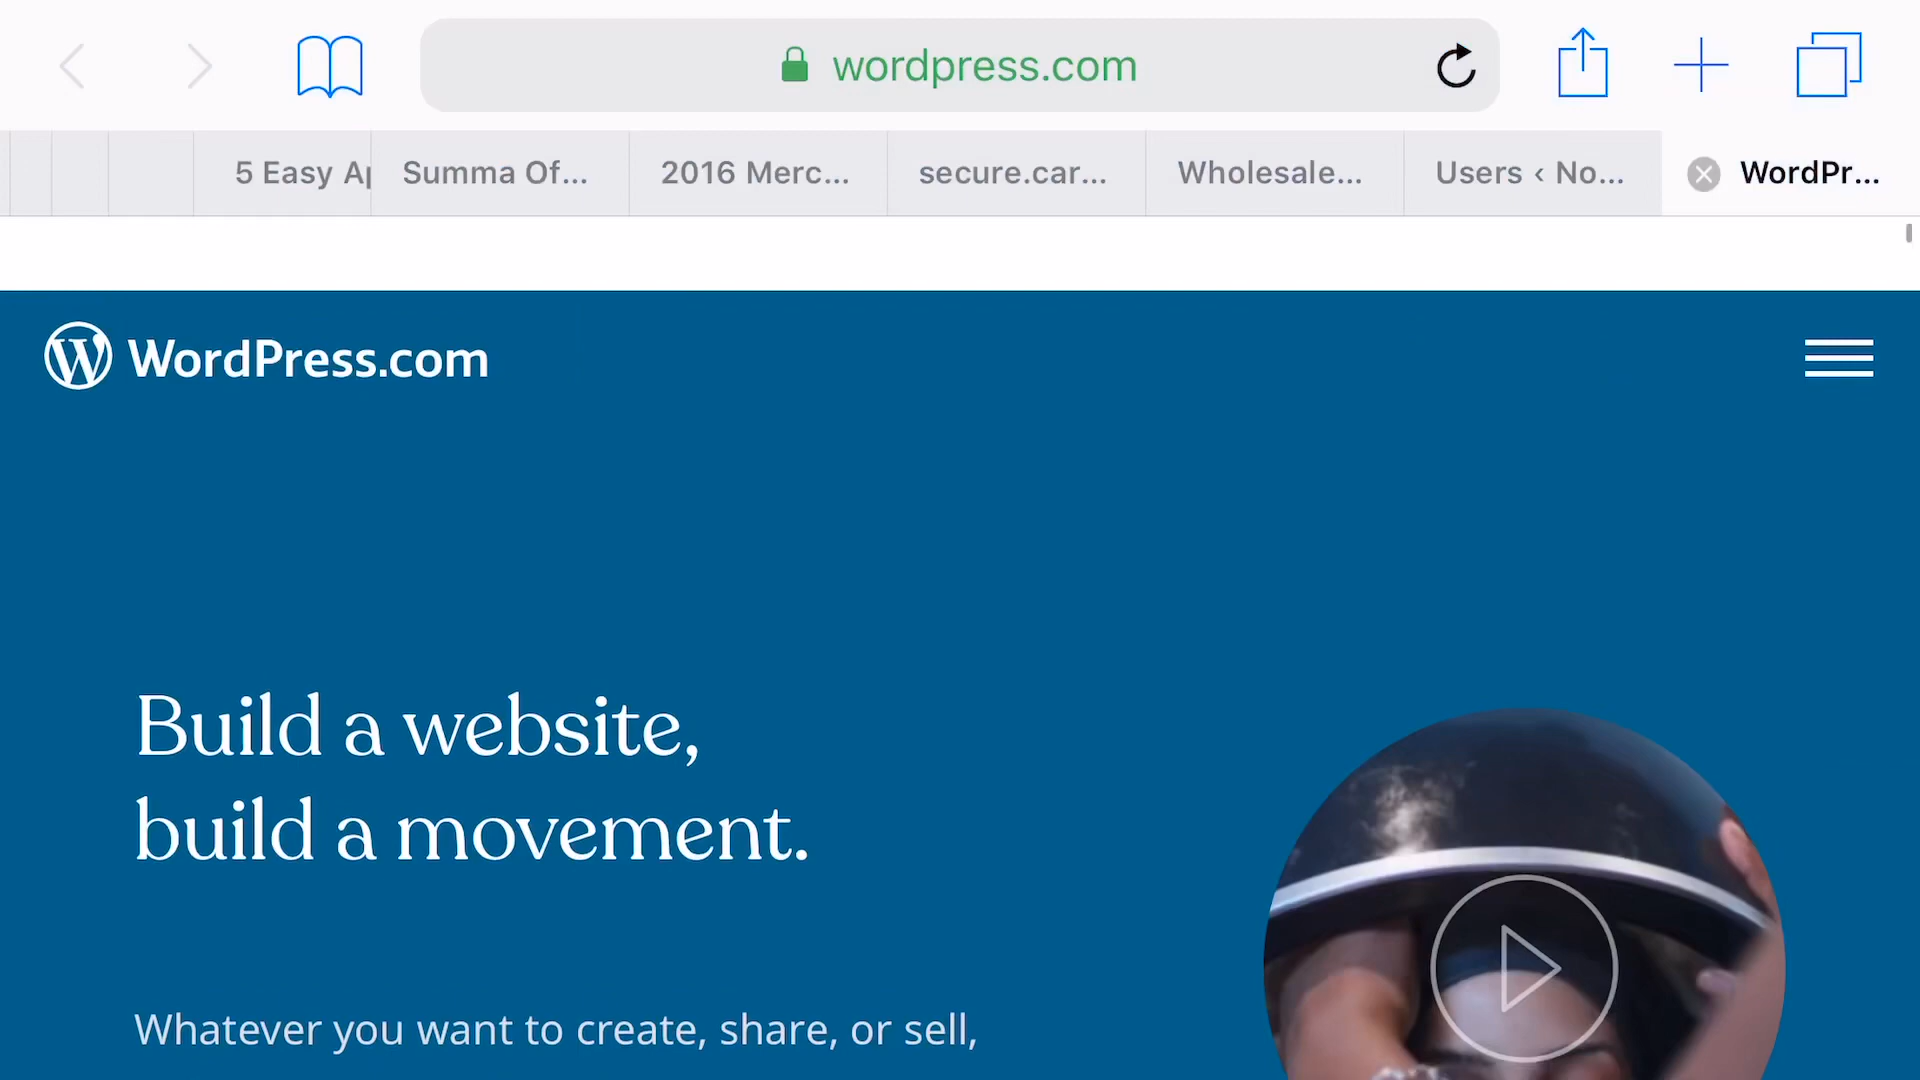 wordpress.com
5 Easy Ap
Summa Of...
2016 Merc...
secure.car...
Wholesale...
Users ‹ No...
WordPr...
WordPress.com
Build a website,
build a movement.
Whatever you want to create, share, or sell,